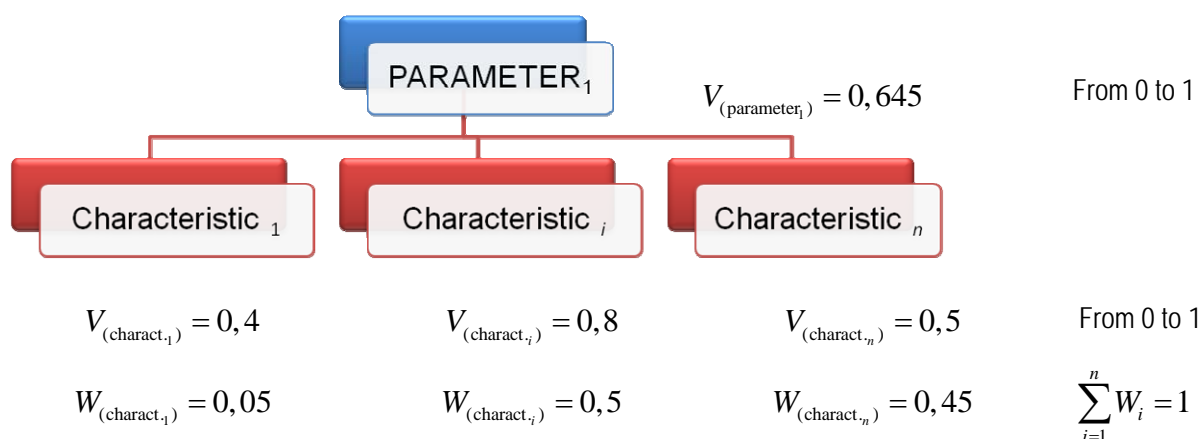 PARAMETER₁
V₍parameter₁₎ = 0,645
From 0 to 1
Characteristic ₁
Characteristic ᵢ
Characteristic ₙ
V₍charact.₁₎ = 0,4
V₍charact.ᵢ₎ = 0,8
V₍charact.ₙ₎ = 0,5
From 0 to 1
W₍charact.₁₎ = 0,05
W₍charact.ᵢ₎ = 0,5
W₍charact.ₙ₎ = 0,45
∑ⁿᵢ₌₁ Wᵢ = 1